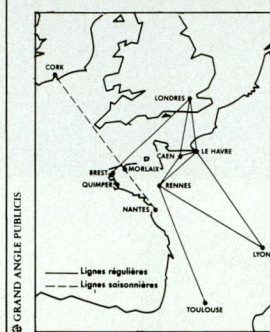 CORK
LONDRES
CAEN
LE HAVRE
BREST
MORLAIX
QUIMPER
RENNES
NANTES
LYON
TOULOUSE
Lignes régulières
Lignes saisonnières
GRAND ANGLE PUBLICIS